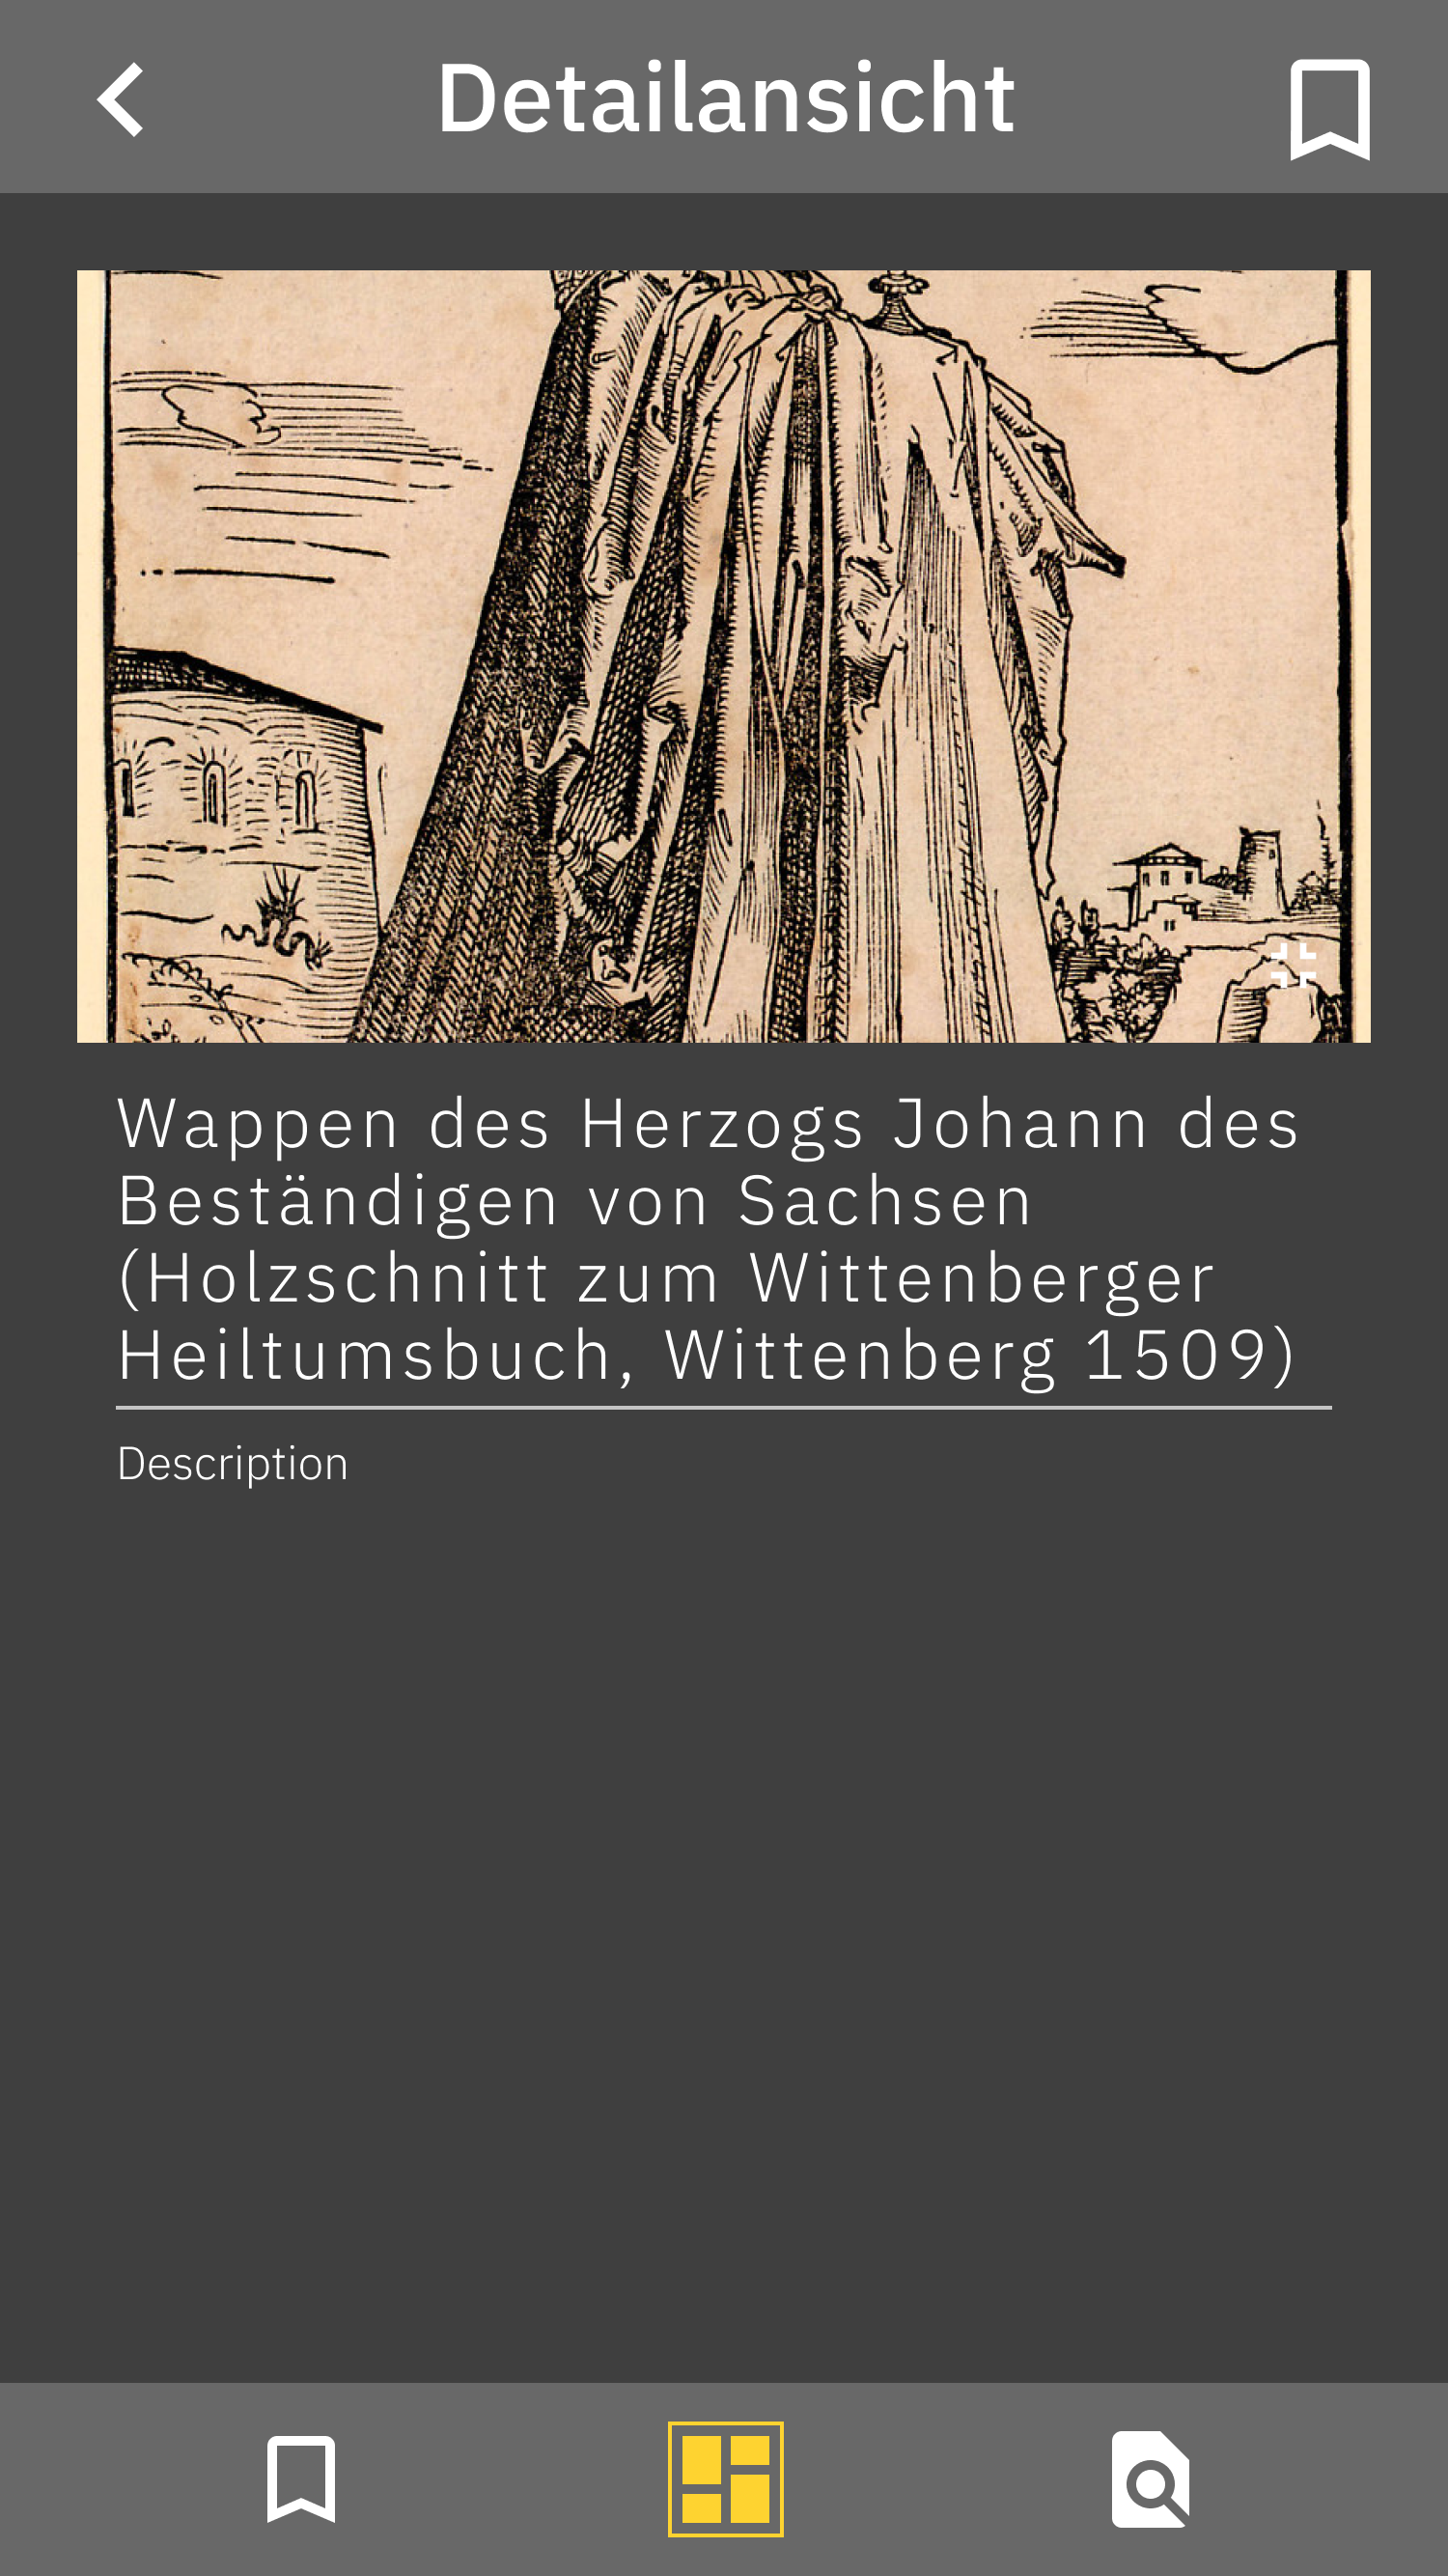 Detailansicht
Wappen des Herzogs Johann des
Beständigen von Sachsen
(Holzschnitt zum Wittenberger
Heiltumsbuch, Wittenberg 1509)
Description